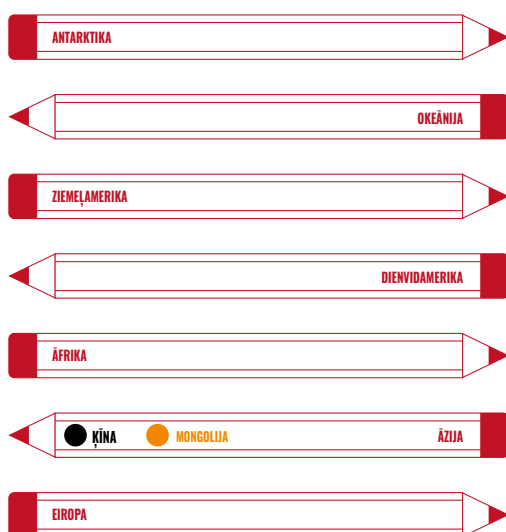 ANTARKTIKA
OKEĀNIJA
ZIEMEĻAMERIKA
DIENVIDAMERIKA
ĀFRIKA
ĶĪNA MONGOLIJA ĀZIJA
EIROPA